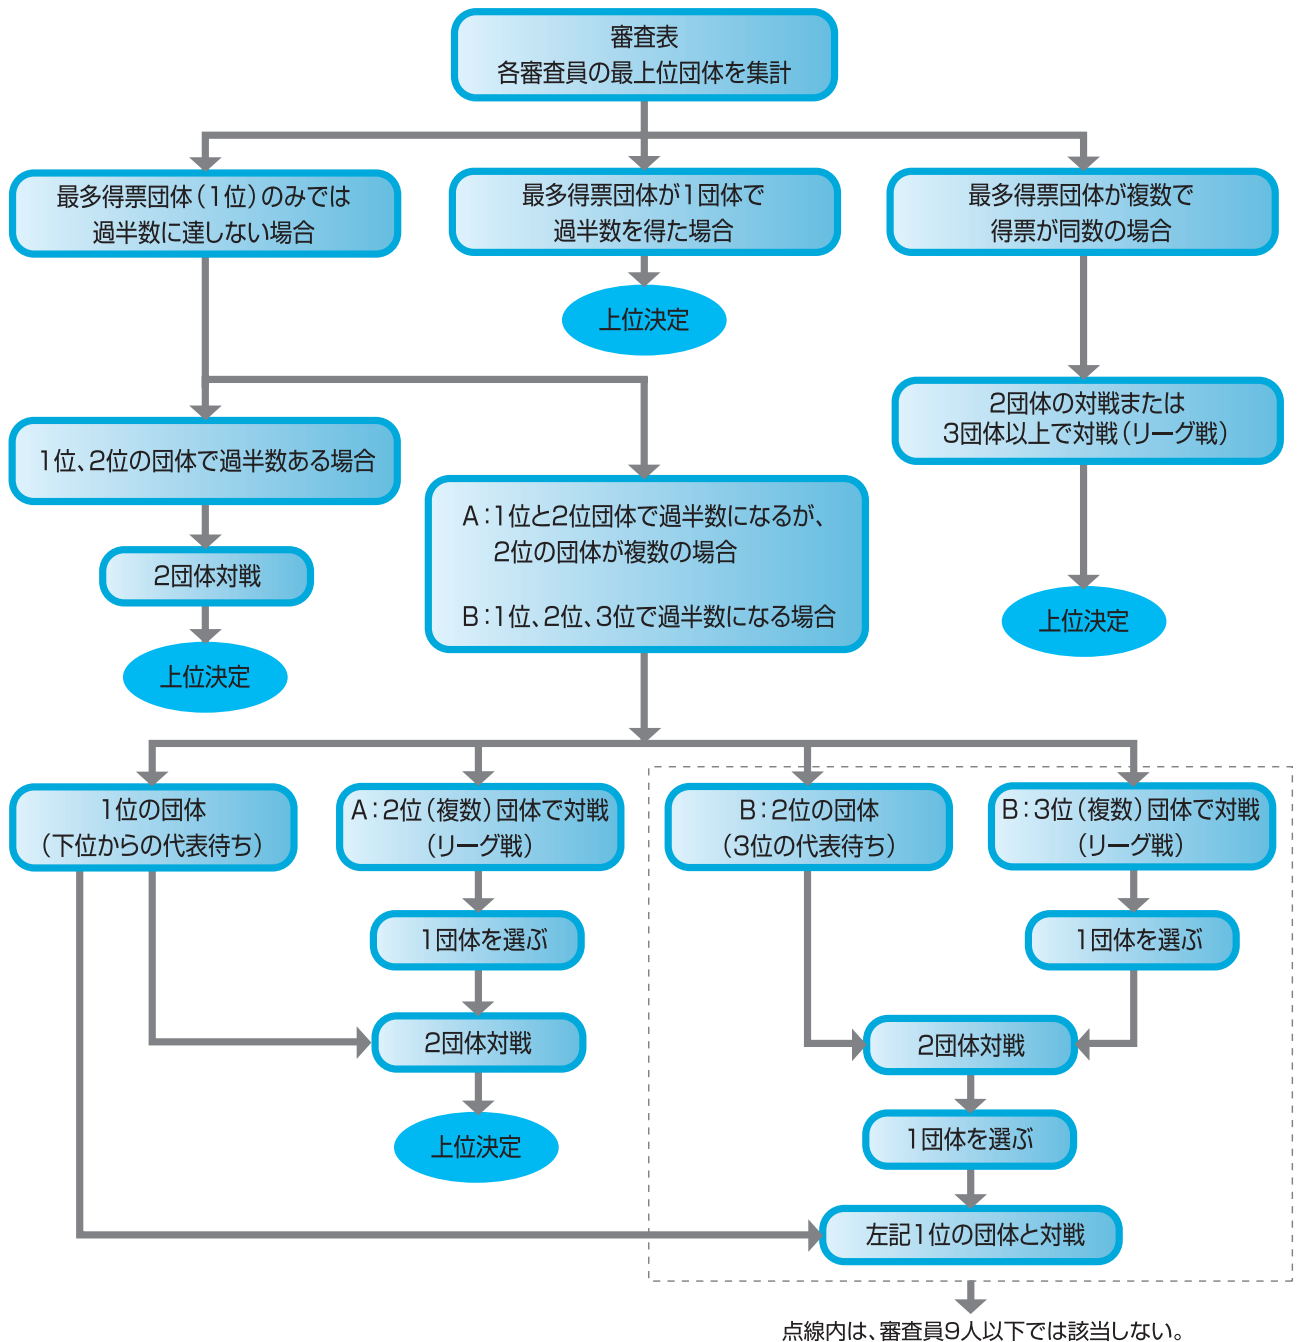 審査表
各審査員の最上位団体を集計
最多得票団体(1位)のみでは
過半数に達しない場合
最多得票団体が1団体で
過半数を得た場合
最多得票団体が複数で
得票が同数の場合
上位決定
2団体の対戦または
3団体以上で対戦(リーグ戦)
上位決定
1位、2位の団体で過半数ある場合
2団体対戦
上位決定
A:1位と2位団体で過半数になるが、
2位の団体が複数の場合
B:1位、2位、3位で過半数になる場合
1位の団体
(下位からの代表待ち)
A:2位(複数)団体で対戦
(リーグ戦)
B:2位の団体
(3位の代表待ち)
B:3位(複数)団体で対戦
(リーグ戦)
1団体を選ぶ
1団体を選ぶ
2団体対戦
2団体対戦
上位決定
1団体を選ぶ
左記1位の団体と対戦
点線内は、審査員9人以下では該当しない。